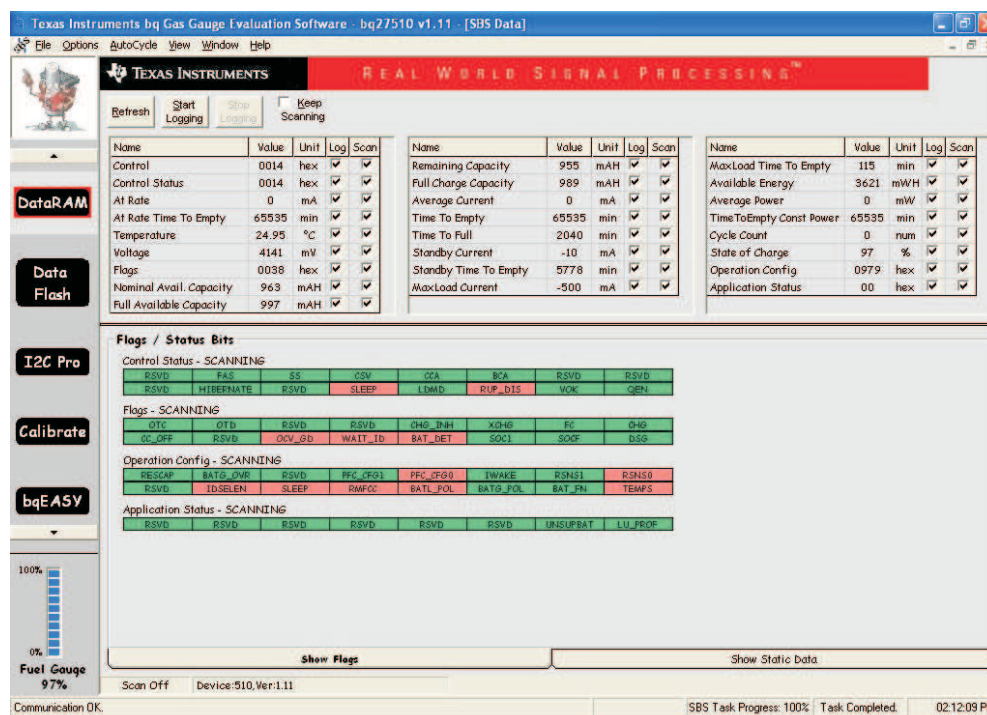 Texas Instruments bq Gas Gauge Evaluation Software - bq27510 v1.11 - [SBS Data]
File Options AutoCycle View Window Help
TEXAS INSTRUMENTS REAL WORLD SIGNAL PROCESSING™
Refresh Start Logging Stop Logging Keep Scanning
Name Value Unit Log Scan
Control 0014 hex
Control Status 0014 hex
At Rate 0 mA
At Rate Time To Empty 65535 min
Temperature 24.95 °C
Voltage 4141 mV
Flags 0038 hex
Nominal Avail. Capacity 963 mAH
Full Available Capacity 997 mAH
Name Value Unit Log Scan
Remaining Capacity 955 mAH
Full Charge Capacity 989 mAH
Average Current 0 mA
Time To Empty 65535 min
Time To Full 2040 min
Standby Current -10 mA
Standby Time To Empty 5778 min
MaxLoad Current -500 mA
Name Value Unit Log Scan
MaxLoad Time To Empty 115 min
Available Energy 3621 mWH
Average Power 0 mW
TimeToEmpty Const Power 65535 min
Cycle Count 0 num
State of Charge 97 %
Operation Config 0979 hex
Application Status 00 hex
DataRAM
Data
Flash
I2C Pro
Calibrate
bqEASY
100%
0%
Fuel Gauge
97%
Flags / Status Bits
Control Status - SCANNING
RSVD FAS SS CSV CCA BCA RSVD RSVD
RSVD HIBERNATE RSVD SLEEP LDMD RUP_DIS VOK QEN
Flags - SCANNING
OTC OTD RSVD RSVD CHG_INH XCHG FC CHG
CC_OFF RSVD OCV_GD WAIT_ID BAT_DET SOC1 SOCF DSG
Operation Config - SCANNING
RESCAP BATG_OVR RSVD PFC_CFG1 PFC_CFG0 IWAKE RSNS1 RSNS0
RSVD IDSELEN SLEEP RMFCC BATL_POL BATG_POL BAT_FN TEMPS
Application Status - SCANNING
RSVD RSVD RSVD RSVD RSVD RSVD UNSUPBAT LU_PROF
Show Flags Show Static Data
Scan Off Device:510,Ver:1.11
Communication OK. SBS Task Progress: 100% Task Completed. 02:12:09 P